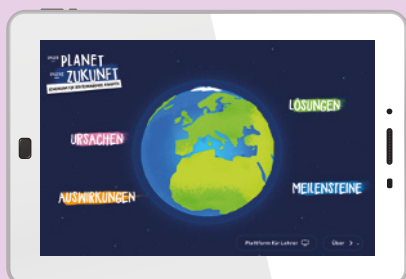 PLANET
ZUKUNFT
LÖSUNGEN
URSACHEN
AUSWIRKUNGEN
MEILENSTEINE
Plattform für Lehrer
Über